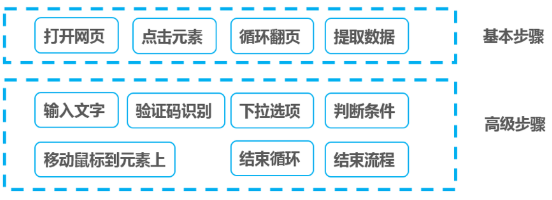 打开网页 点击元素 循环翻页 提取数据 基本步骤
输入文字 验证码识别 下拉选项 判断条件
高级步骤
移动鼠标到元素上 结束循环 结束流程